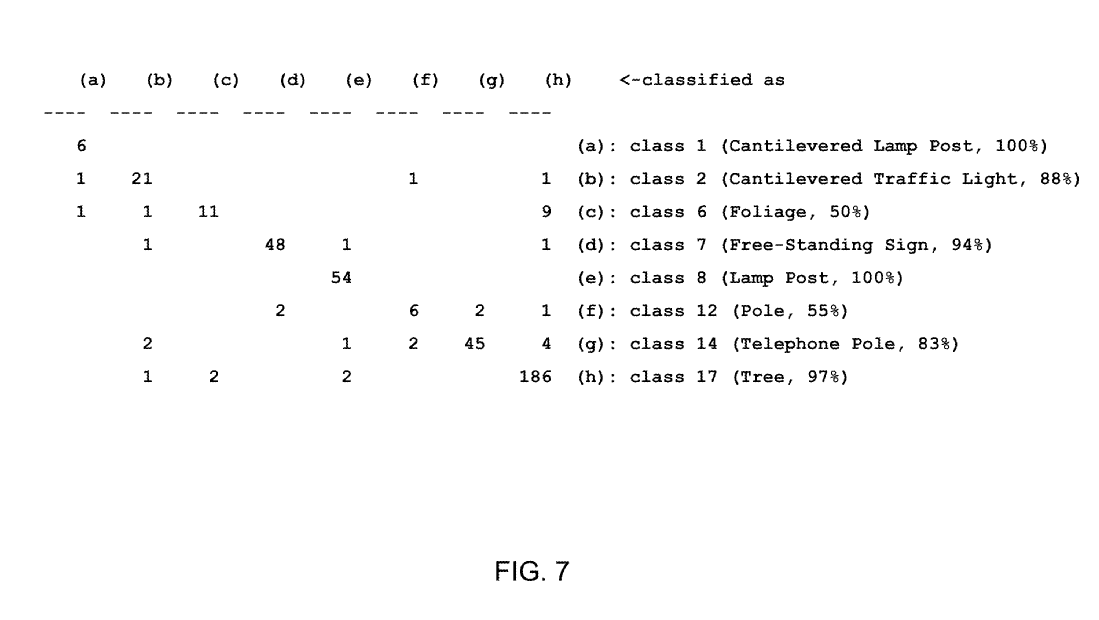 (a) (b) (c) (d) (e) (f) (g) (h) <-classified as
---- ---- ---- ---- ---- ---- ---- ----
6 (a): class 1 (Cantilevered Lamp Post, 100%)
1 21 1 1 (b): class 2 (Cantilevered Traffic Light, 88%)
1 1 11 9 (c): class 6 (Foliage, 50%)
1 48 1 1 (d): class 7 (Free-Standing Sign, 94%)
54 (e): class 8 (Lamp Post, 100%)
2 6 2 1 (f): class 12 (Pole, 55%)
2 1 2 45 4 (g): class 14 (Telephone Pole, 83%)
1 2 2 186 (h): class 17 (Tree, 97%)
FIG. 7